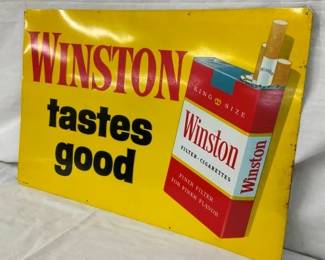 WINSTON
tastes
good
KING SIZE
Winston
FILTER-CIGARETTES
FINER FILTER
FOR FINER FLAVOR
Winston